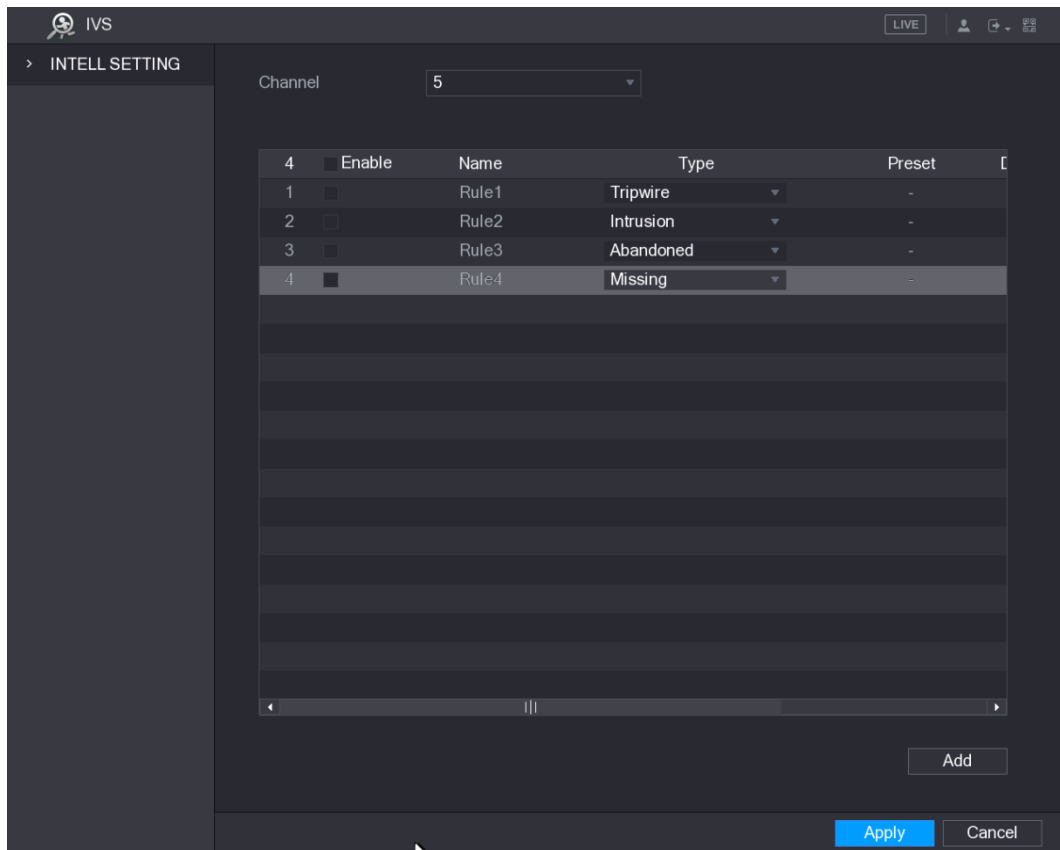 IVS
LIVE
INTELL SETTING
Channel 5
4 Enable Name Type Preset
1 Rule1 Tripwire -
2 Rule2 Intrusion -
3 Rule3 Abandoned -
4 Rule4 Missing -
Add
Apply Cancel